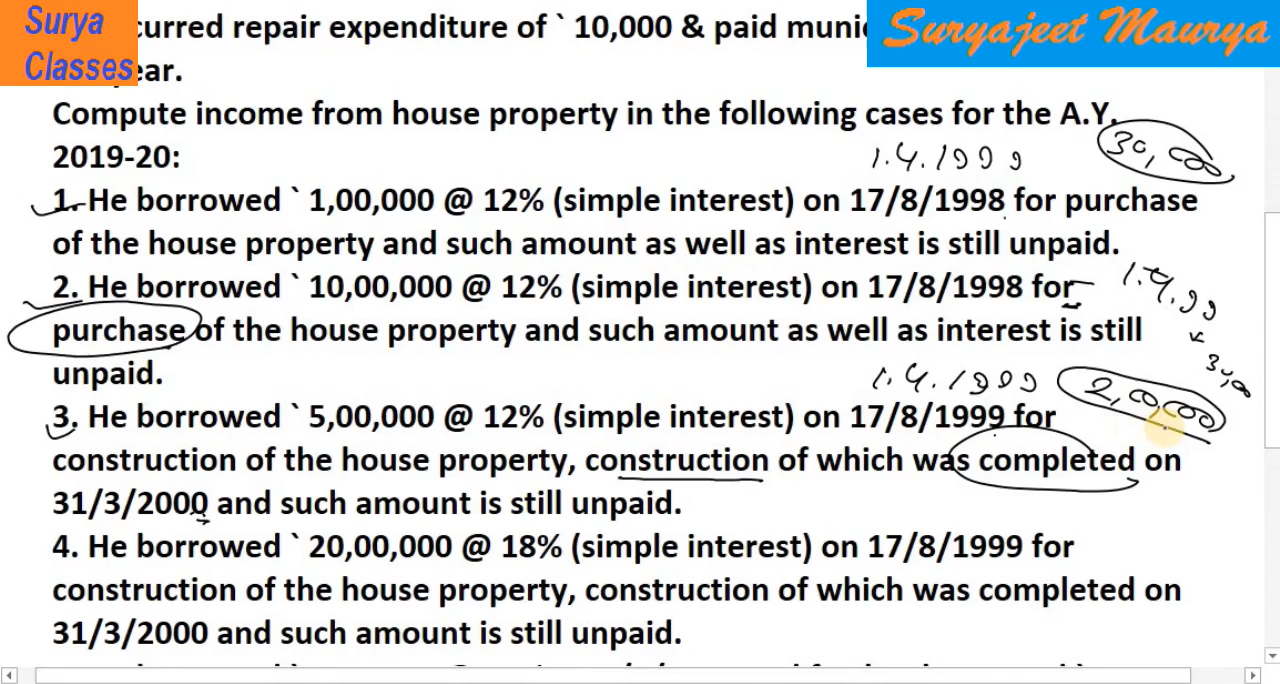 Surya
Classes
Suryajeet Maurya
curred repair expenditure of ` 10,000 & paid munic
ear.
Compute income from house property in the following cases for the A.Y.
2019-20:
1.4.1999 30,000
1. He borrowed ` 1,00,000 @ 12% (simple interest) on 17/8/1998 for purchase
of the house property and such amount as well as interest is still unpaid.
2. He borrowed ` 10,00,000 @ 12% (simple interest) on 17/8/1998 for
1.4.99
purchase of the house property and such amount as well as interest is still
unpaid.
30,000
1.4.1999 2,00,000
3. He borrowed ` 5,00,000 @ 12% (simple interest) on 17/8/1999 for
construction of the house property, construction of which was completed on
31/3/2000 and such amount is still unpaid.
4. He borrowed ` 20,00,000 @ 18% (simple interest) on 17/8/1999 for
construction of the house property, construction of which was completed on
31/3/2000 and such amount is still unpaid.